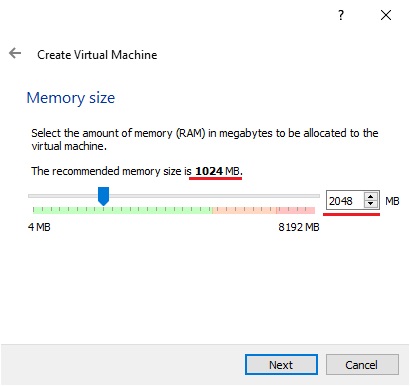 ?
Create Virtual Machine
Memory size
Select the amount of memory (RAM) in megabytes to be allocated to the
virtual machine.
The recommended memory size is 1024 MB.
2048 MB
4 MB 8192 MB
Next Cancel